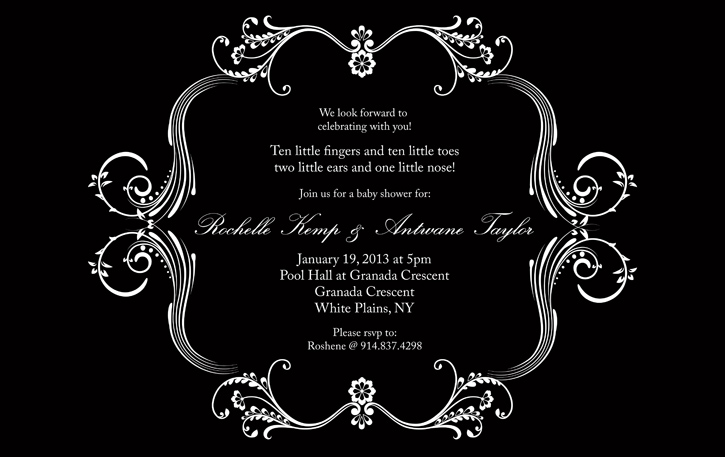 We look forward to
celebrating with you!
Ten little fingers and ten little toes
two little ears and one little nose!
Join us for a baby shower for:
Rochelle Kemp & Antwane Taylor
January 19, 2013 at 5pm
Pool Hall at Granada Crescent
Granada Crescent
White Plains, NY
Please rsvp to:
Roshene @ 914.837.4298